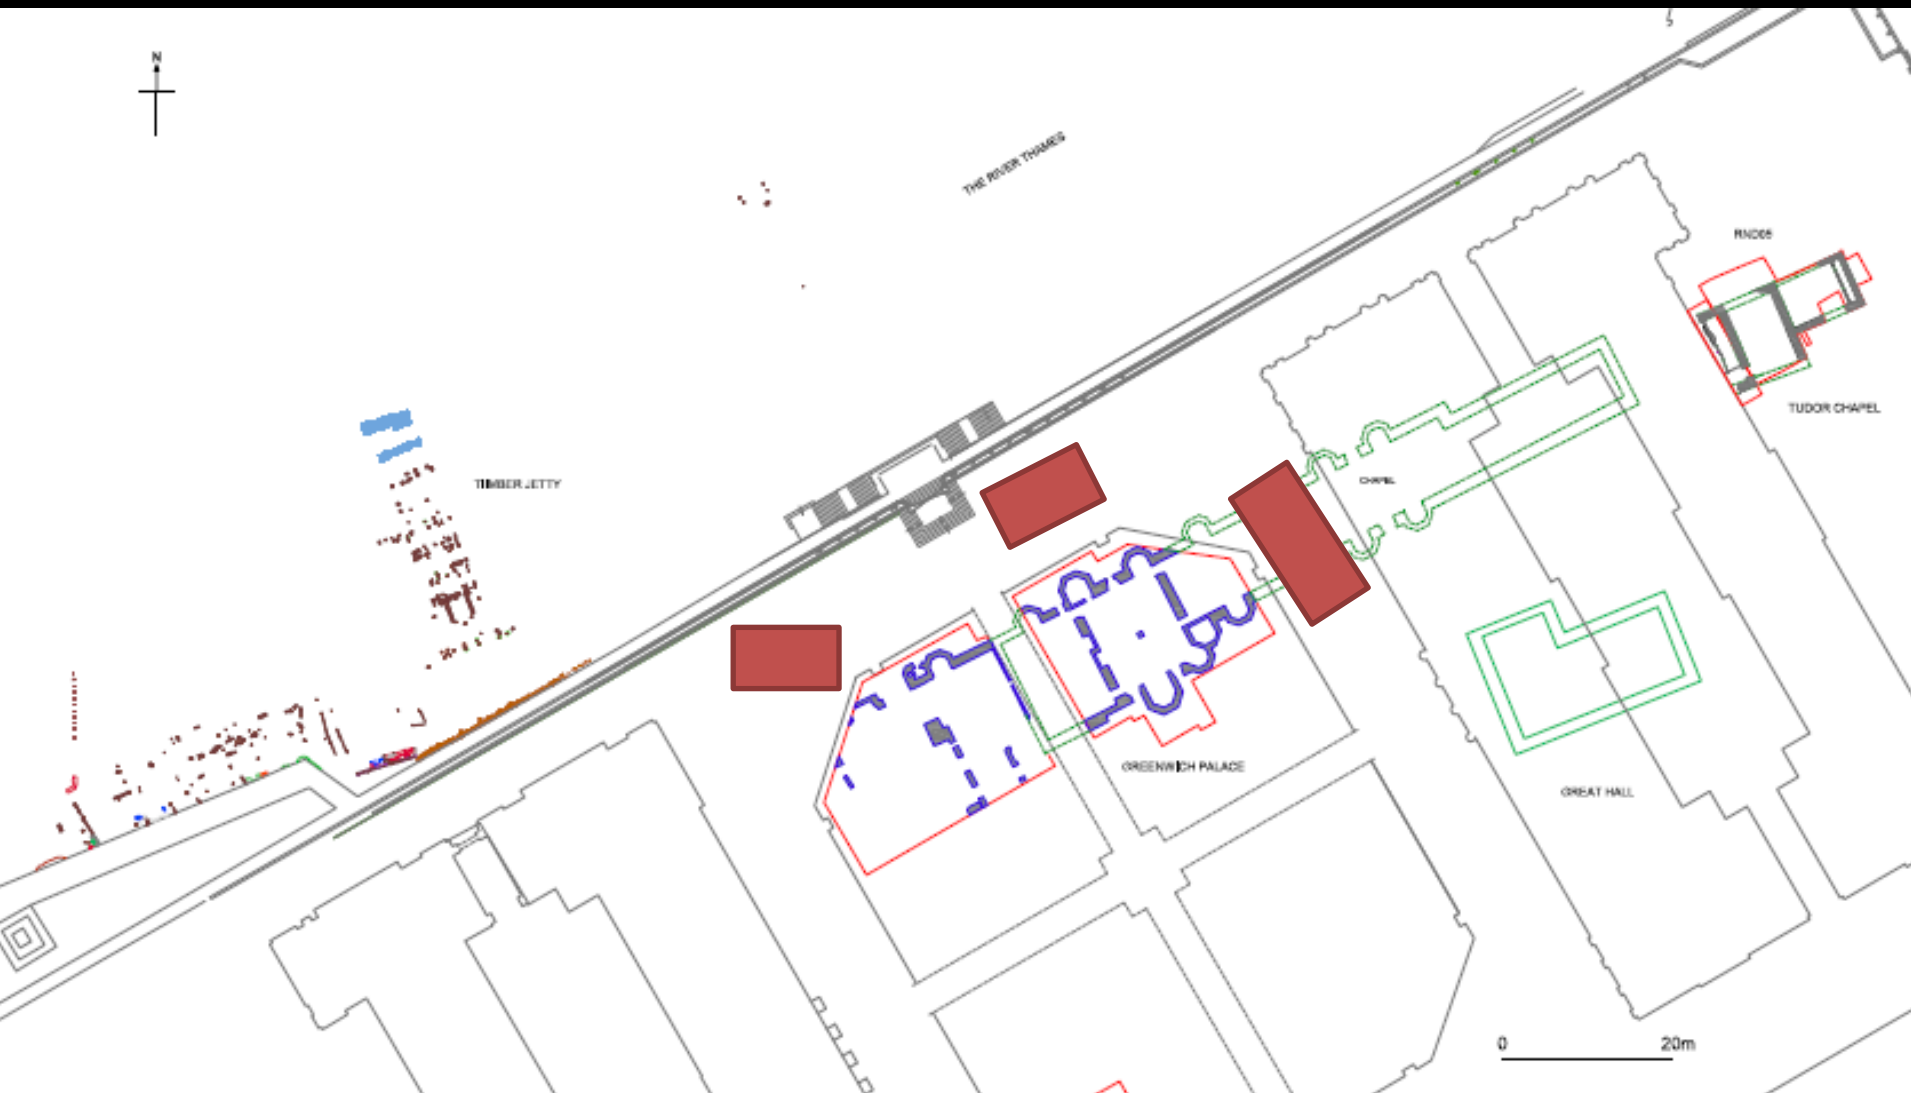 N
THE RIVER THAMES
RND05
TUDOR CHAPEL
TIMBER JETTY
CHAPEL
GREENWICH PALACE
GREAT HALL
0 20m